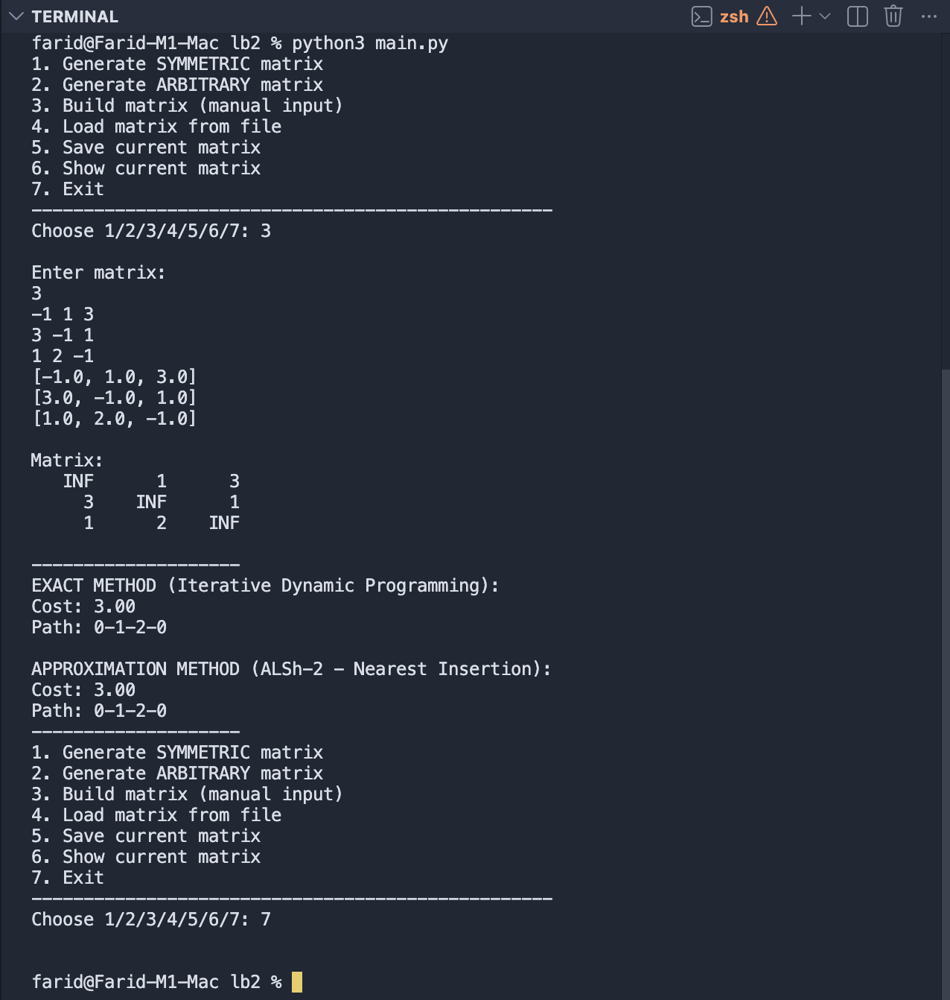 TERMINAL
zsh
farid@Farid-M1-Mac lb2 % python3 main.py
1. Generate SYMMETRIC matrix
2. Generate ARBITRARY matrix
3. Build matrix (manual input)
4. Load matrix from file
5. Save current matrix
6. Show current matrix
7. Exit
--------------------------------------------------
Choose 1/2/3/4/5/6/7: 3

Enter matrix:
3
-1 1 3
3 -1 1
1 2 -1
[-1.0, 1.0, 3.0]
[3.0, -1.0, 1.0]
[1.0, 2.0, -1.0]

Matrix:
   INF      1      3
     3    INF      1
     1      2    INF

--------------------
EXACT METHOD (Iterative Dynamic Programming):
Cost: 3.00
Path: 0-1-2-0

APPROXIMATION METHOD (ALSh-2 - Nearest Insertion):
Cost: 3.00
Path: 0-1-2-0
--------------------
1. Generate SYMMETRIC matrix
2. Generate ARBITRARY matrix
3. Build matrix (manual input)
4. Load matrix from file
5. Save current matrix
6. Show current matrix
7. Exit
--------------------------------------------------
Choose 1/2/3/4/5/6/7: 7

farid@Farid-M1-Mac lb2 %